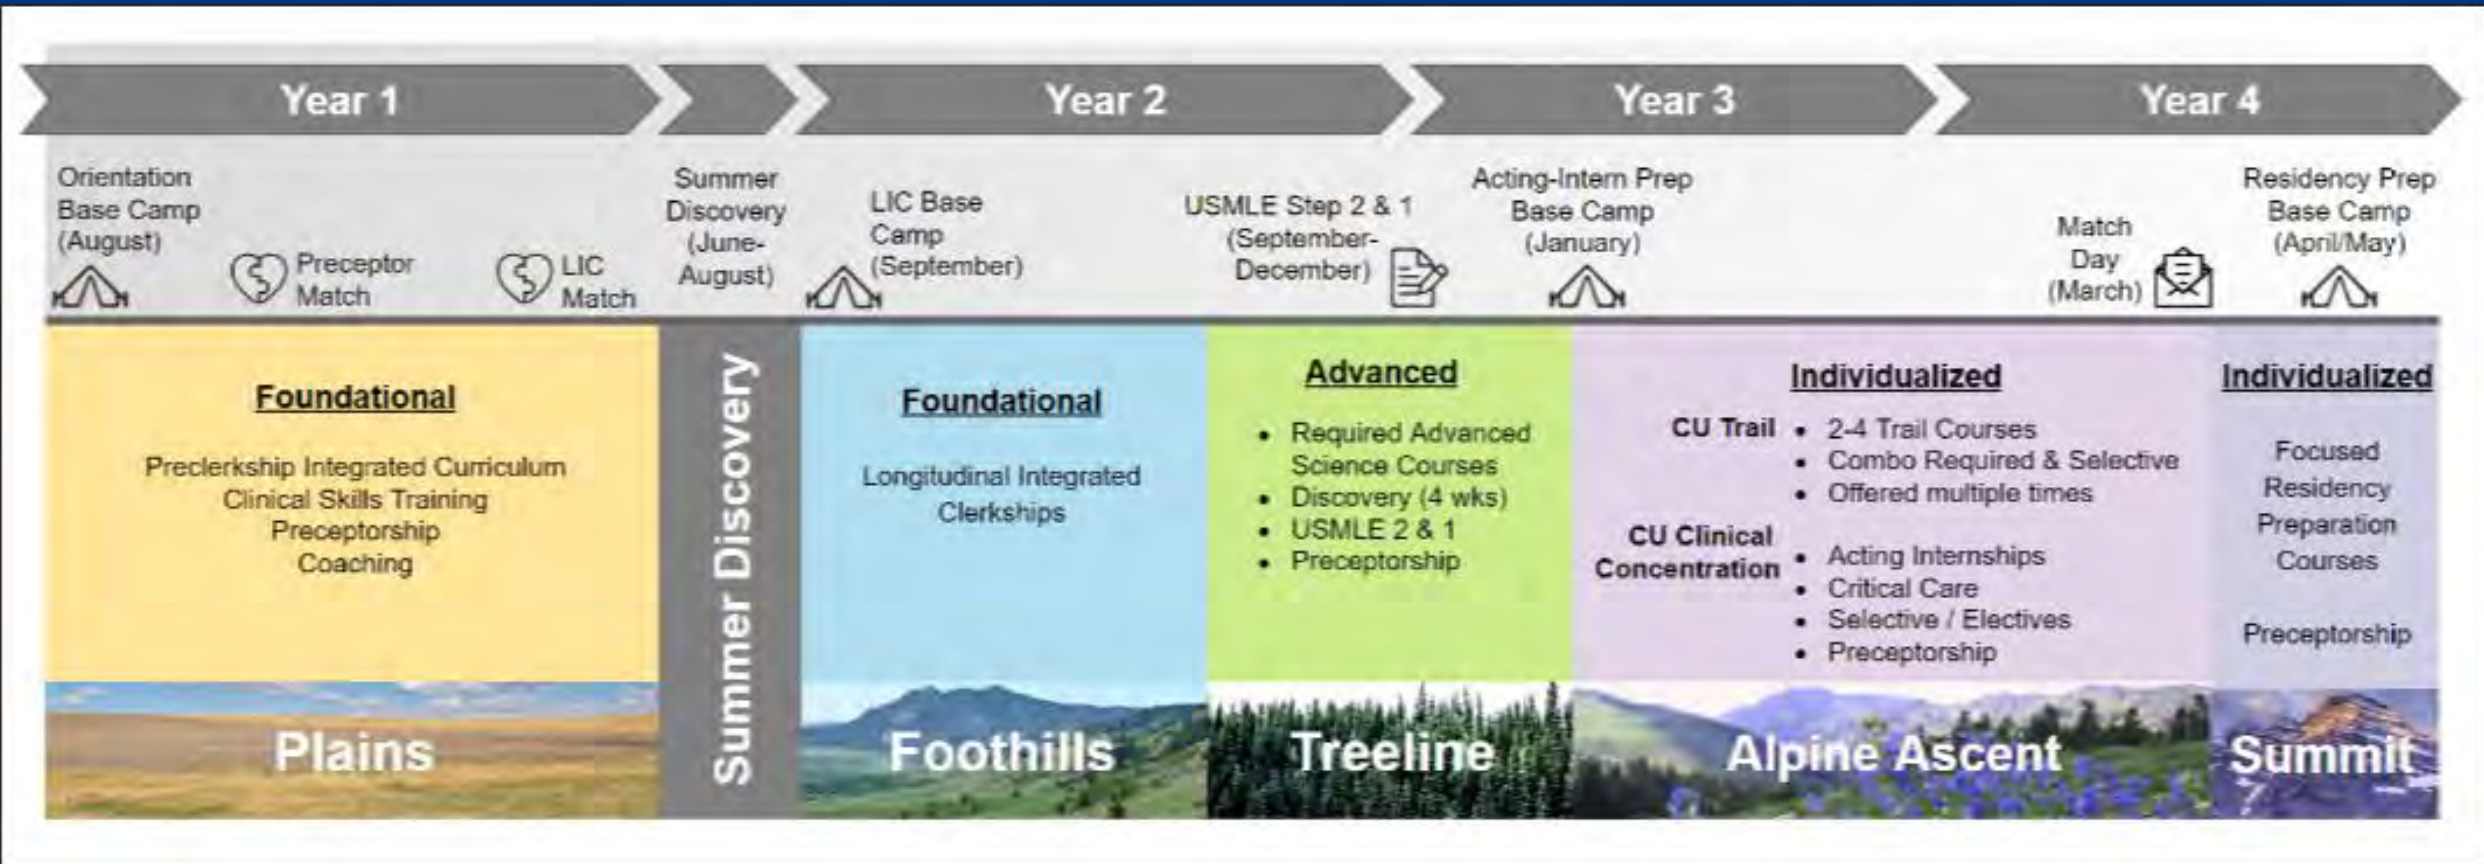 Year 1
Year 2
Year 3
Year 4
Orientation
Base Camp
(August)
Preceptor
Match
LIC
Match
Summer
Discovery
(June-
August)
LIC Base
Camp
(September)
USMLE Step 2 & 1
(September-
December)
Acting-Intern Prep
Base Camp
(January)
Match
Day
(March)
Residency Prep
Base Camp
(April/May)
Foundational
Preclerkship Integrated Curriculum
Clinical Skills Training
Preceptorship
Coaching
Plains
Summer Discovery
Foundational
Longitudinal Integrated
Clerkships
Foothills
Advanced
• Required Advanced
Science Courses
• Discovery (4 wks)
• USMLE 2 & 1
• Preceptorship
Treeline
Individualized
CU Trail • 2-4 Trail Courses
• Combo Required & Selective
• Offered multiple times
CU Clinical
Concentration • Acting Internships
• Critical Care
• Selective / Electives
• Preceptorship
Alpine Ascent
Individualized
Focused
Residency
Preparation
Courses
Preceptorship
Summit